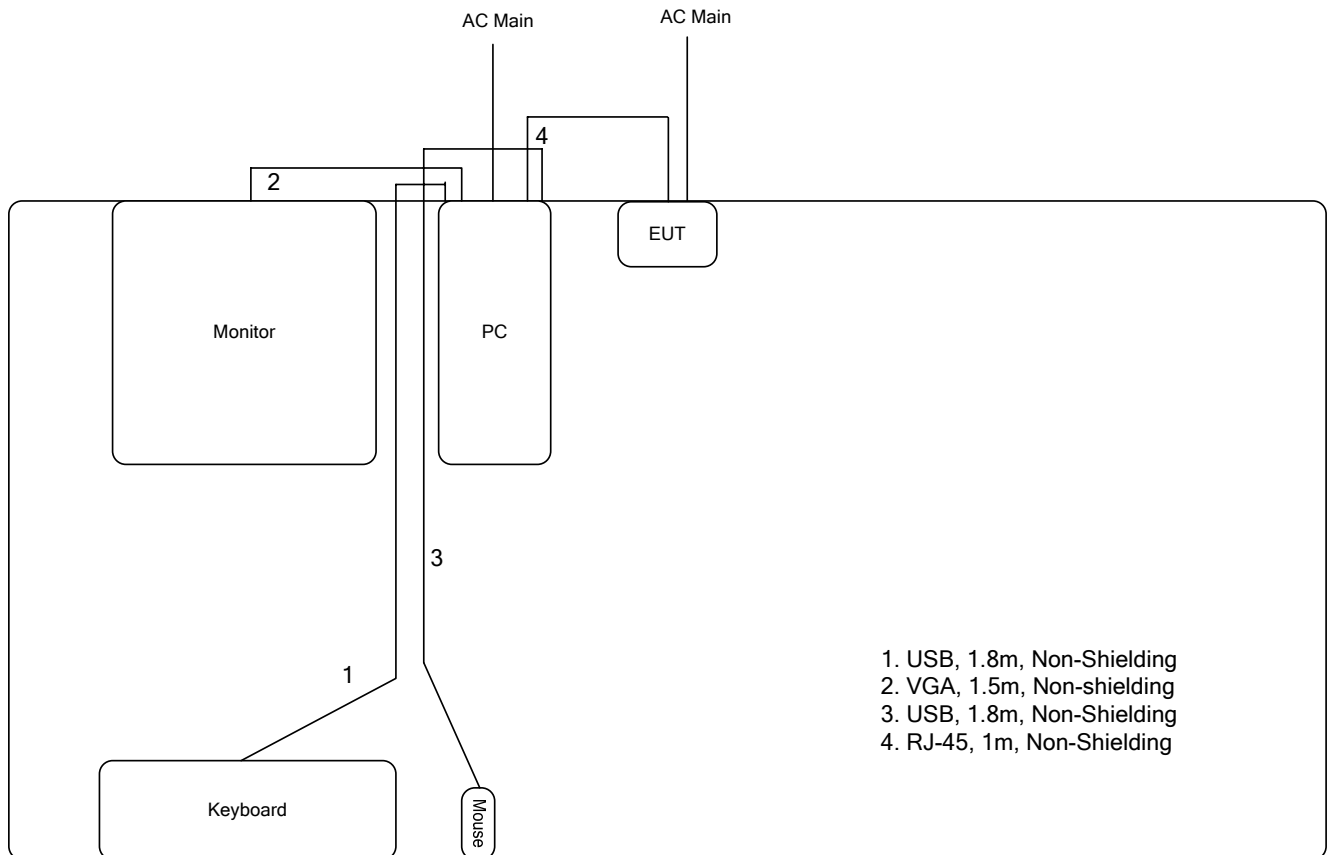 AC Main
AC Main
4
2
EUT
Monitor
PC
3
1
1. USB, 1.8m, Non-Shielding
2. VGA, 1.5m, Non-shielding
3. USB, 1.8m, Non-Shielding
4. RJ-45, 1m, Non-Shielding
Keyboard
Mouse